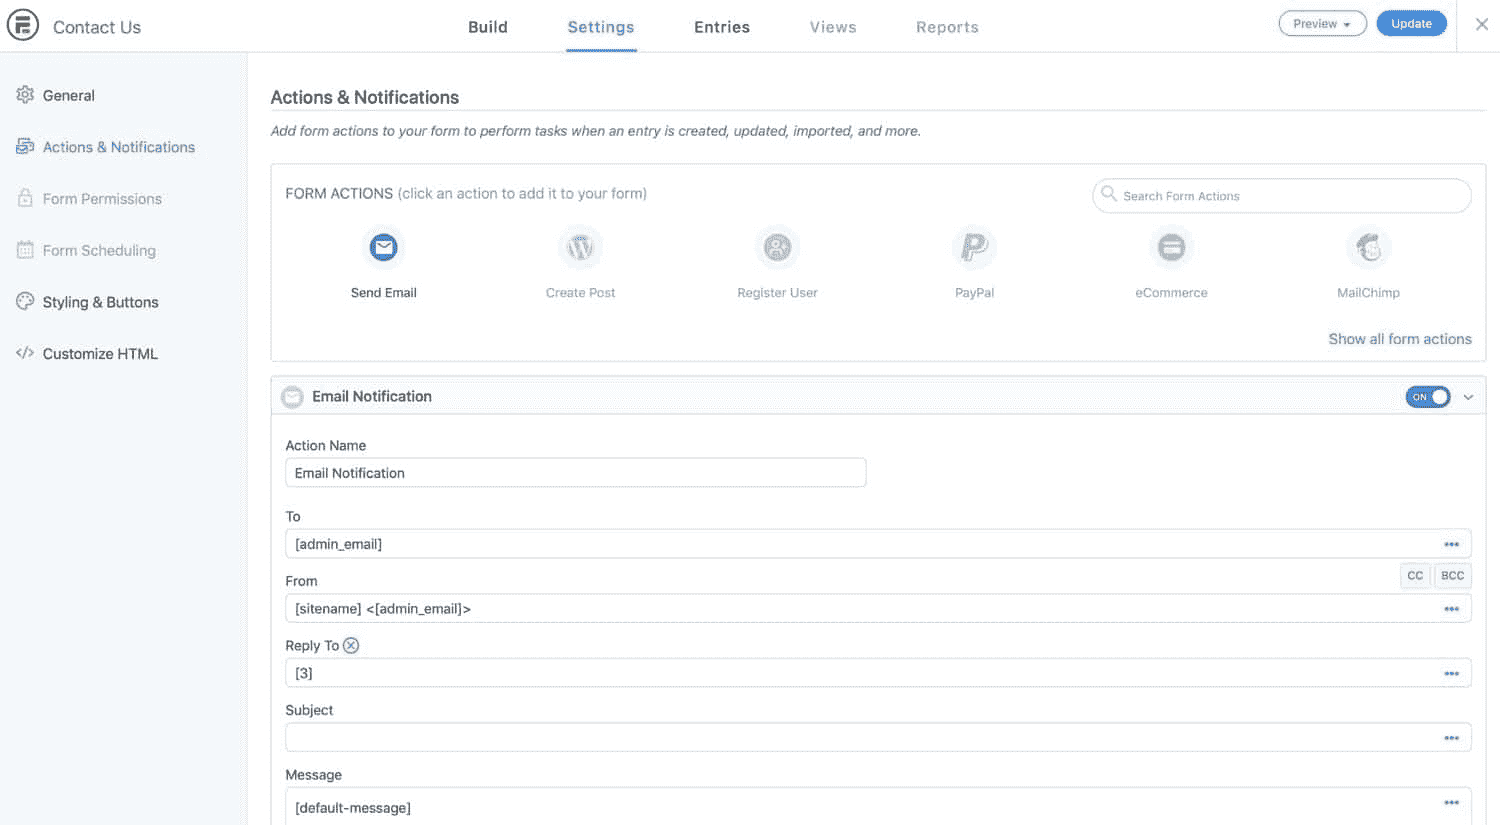 Contact Us
Build
Settings
Entries
Views
Reports
Preview
Update
General
Actions & Notifications
Form Permissions
Form Scheduling
Styling & Buttons
Customize HTML
Actions & Notifications
Add form actions to your form to perform tasks when an entry is created, updated, imported, and more.
FORM ACTIONS (click an action to add it to your form)
Search Form Actions
Send Email
Create Post
Register User
PayPal
eCommerce
MailChimp
Show all form actions
Email Notification
ON
Action Name
Email Notification
To
[admin_email]
CC
BCC
From
[sitename] <[admin_email]>
Reply To
[3]
Subject
Message
[default-message]